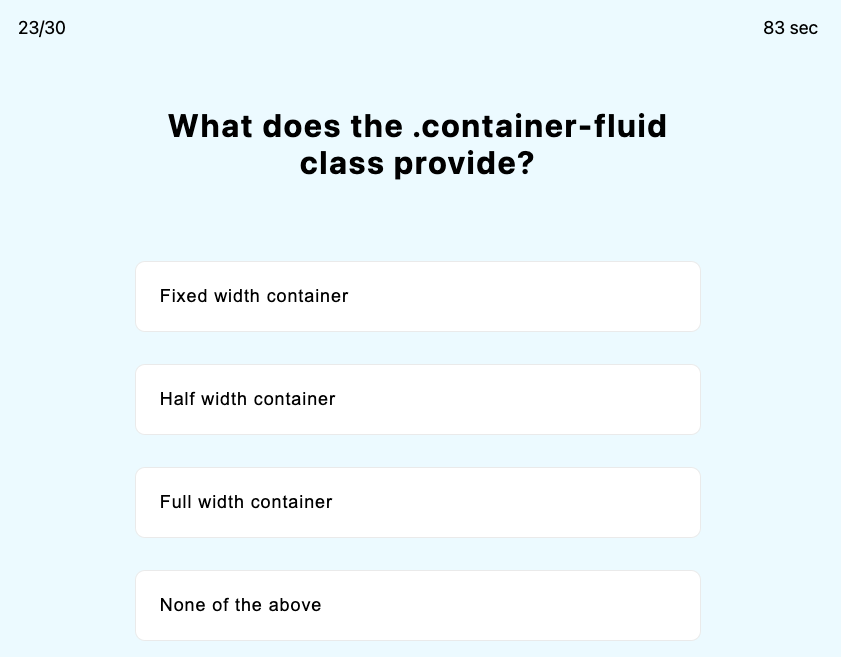 23/30
83 sec
What does the .container-fluid
class provide?
Fixed width container
Half width container
Full width container
None of the above